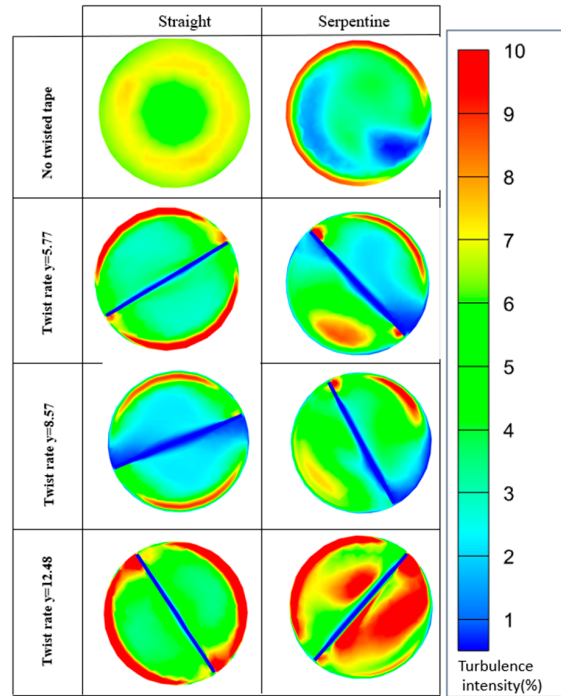 Straight
Serpentine
No twisted tape
Twist rate y=5.77
Twist rate y=8.57
Twist rate y=12.48
10
9
8
7
6
5
4
3
2
1
Turbulence
intensity(%)